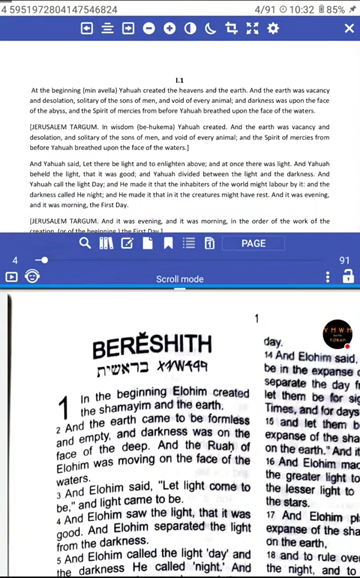 4 5951972804147546824 4/91 10:32 85%
I.1
At the beginning (min avella) Yahuah created the heavens and the earth. And the earth was vacancy
and desolation, solitary of the sons of men, and void of every animal; and darkness was upon the face
of the abyss, and the Spirit of mercies from before Yahuah breathed upon the face of the waters.
[JERUSALEM TARGUM. In wisdom (be-hukema) Yahuah created. And the earth was vacancy and
desolation, and solitary of the sons of men, and void of every animal; and the Spirit of mercies from
before Yahuah breathed upon the face of the waters.]
And Yahuah said, Let there be light and to enlighten above; and at once there was light. And Yahuah
beheld the light, that it was good; and Yahuah divided between the light and the darkness. And
Yahuah call the light Day; and He made it that the inhabiters of the world might labour by it: and the
darkness called He night; and He made that in it the creatures might have rest. And it was evening,
and it was morning, the First Day.
[JERUSALEM TARGUM. And it was evening, and it was morning, in the order of the work of the
creation, (or of the beginning,) the First Day.]
PAGE
4 91
Scroll mode
1
BERĔSHITH
בראשית
1 In the beginning Elohim created
the shamayim and the earth.
2 And the earth came to be formless
and empty, and darkness was on the
face of the deep. And the Ruaḥ of
Elohim was moving on the face of the
waters.
3 And Elohim said, "Let light come to
be," and light came to be.
4 And Elohim saw the light, that it was
good. And Elohim separated the light
from the darkness.
5 And Elohim called the light 'day' and
the darkness He called 'night.' And
day.
14 And Elohim said,
be in the expanse
separate the day
let them be for
Times, and for days
15 and let them b
expanse of the
on the earth." And
16 And Elohim
the greater light to
the lesser light to
the stars.
17 And Elohim
expanse of the
on the earth,
18 and to rule
the night, and to